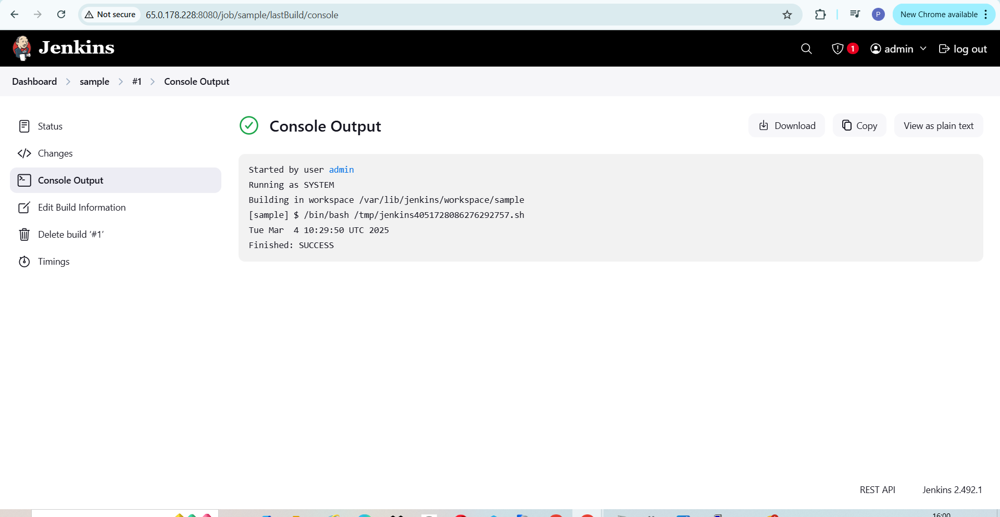 Not secure 65.0.178.228:8080/job/sample/lastBuild/console P New Chrome available
Jenkins 1 admin log out
Dashboard sample #1 Console Output
Status
Changes
Console Output
Edit Build Information
Delete build ‘#1’
Timings
Console Output
Download Copy View as plain text
Started by user admin
Running as SYSTEM
Building in workspace /var/lib/jenkins/workspace/sample
[sample] $ /bin/bash /tmp/jenkins4051728086276292757.sh
Tue Mar  4 10:29:50 UTC 2025
Finished: SUCCESS
REST API Jenkins 2.492.1
16:00